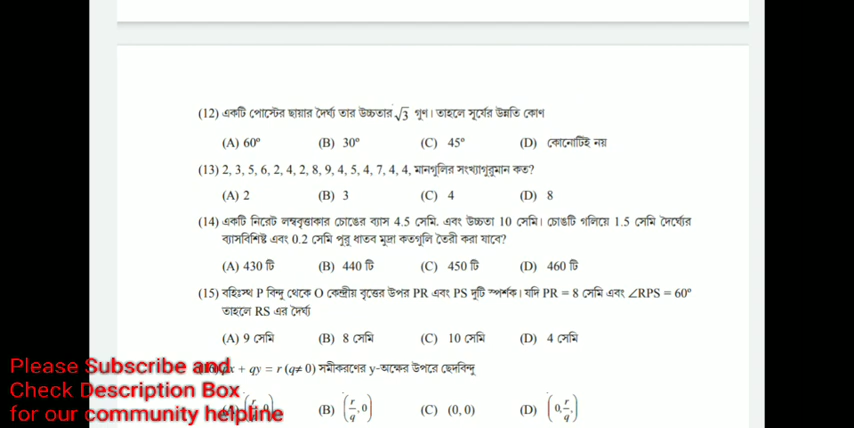 (12) একটি পোস্টের ছায়ার দৈর্ঘ্য তার উচ্চতার √3 গুণ। তাহলে সূর্যের উন্নতি কোণ
(A) 60° (B) 30° (C) 45° (D) কোনোটিই নয়
(13) 2, 3, 5, 6, 2, 4, 2, 8, 9, 4, 5, 4, 7, 4, 4, মানগুলির সংখ্যাগুরুমান কত?
(A) 2 (B) 3 (C) 4 (D) 8
(14) একটি নিরেট লম্ববৃত্তাকার চোঙের ব্যাস 4.5 সেমি. এবং উচ্চতা 10 সেমি। চোঙটি গলিয়ে 1.5 সেমি দৈর্ঘ্যের
ব্যাসবিশিষ্ট এবং 0.2 সেমি পুরু ধাতব মুদ্রা কতগুলি তৈরী করা যাবে?
(A) 430 টি (B) 440 টি (C) 450 টি (D) 460 টি
(15) বহিঃস্থ P বিন্দু থেকে O কেন্দ্রীয় বৃত্তের উপর PR এবং PS দুটি স্পর্শক। যদি PR = 8 সেমি এবং ∠RPS = 60°
তাহলে RS এর দৈর্ঘ্য
(A) 9 সেমি (B) 8 সেমি (C) 10 সেমি (D) 4 সেমি
x + qy = r (q≠ 0) সমীকরণের y-অক্ষের উপরে ছেদবিন্দু
(B) (r/q, 0) (C) (0, 0) (D) (0, r/q,)
Please Subscribe and
Check Description Box
for our community helpline